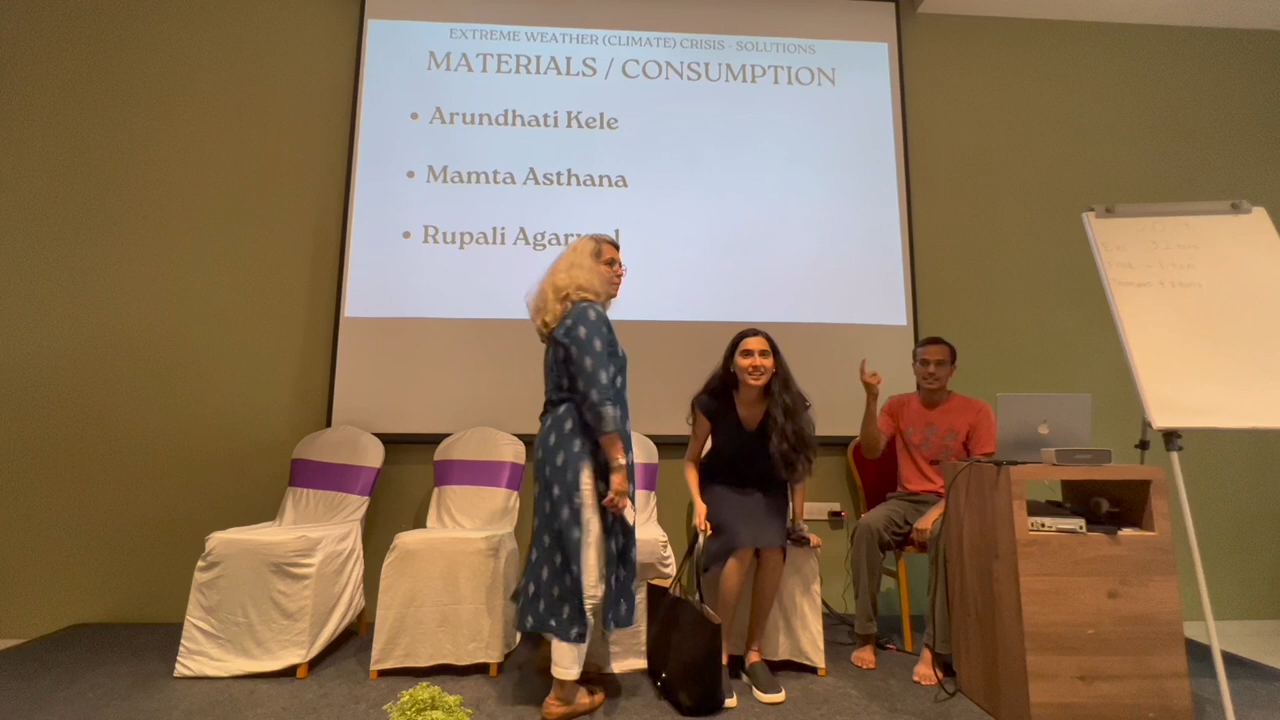 EXTREME WEATHER (CLIMATE) CRISIS - SOLUTIONS
MATERIALS / CONSUMPTION
• Arundhati Kele
• Mamta Asthana
• Rupali